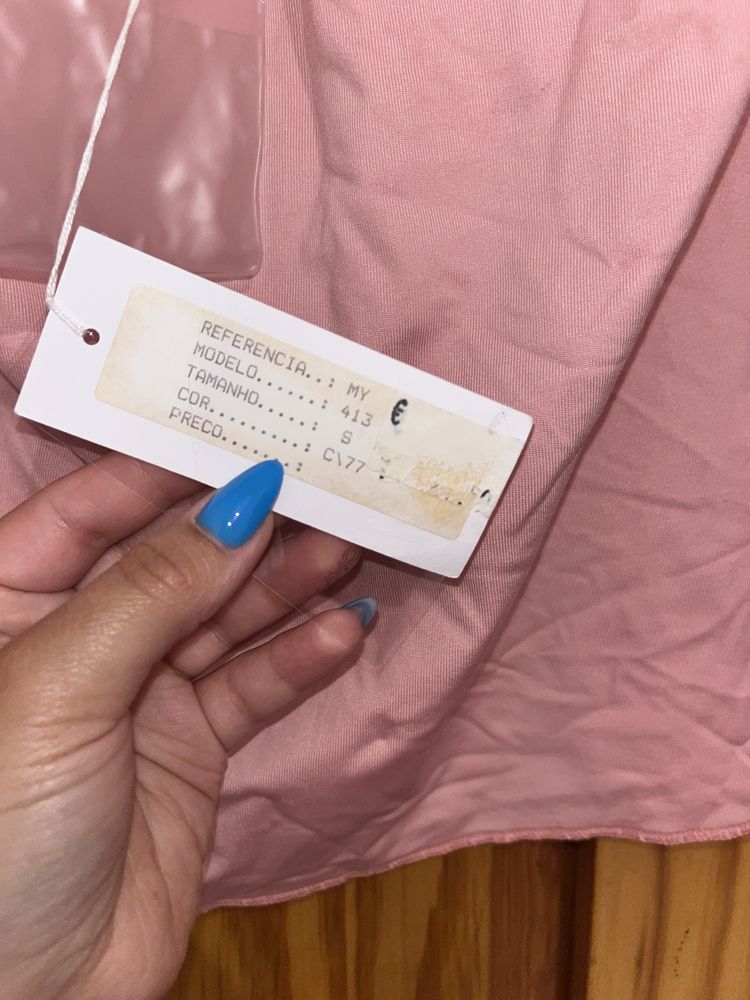 REFERENCIA..: MY
MODELO......: 413
TAMANHO.....: S
COR.........: C\77
PRECO.......:
€